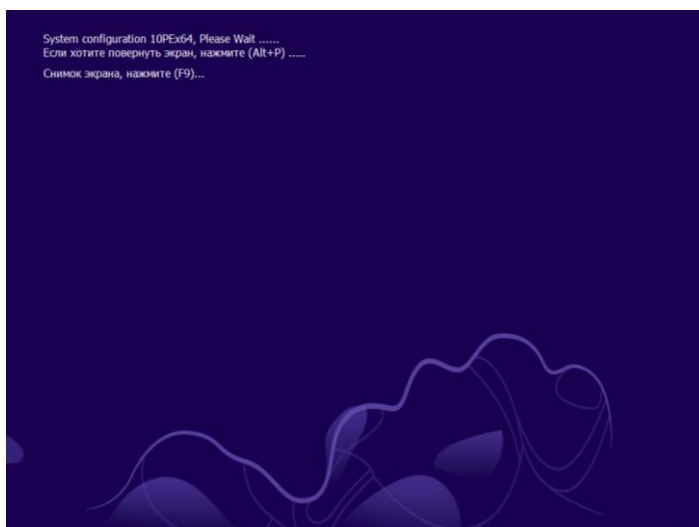 System configuration 10PEx64, Please Wait ......
Если хотите повернуть экран, нажмите (Alt+P) .....
Снимок экрана, нажмите (F9)...